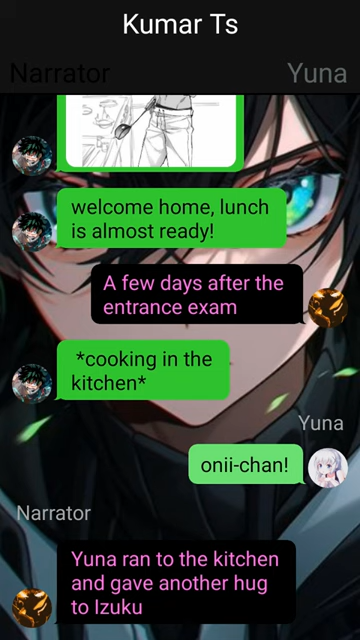 Kumar Ts
Narrator
Yuna
welcome home, lunch
is almost ready!
A few days after the
entrance exam
*cooking in the
kitchen*
Yuna
onii-chan!
Narrator
Yuna ran to the kitchen
and gave another hug
to Izuku